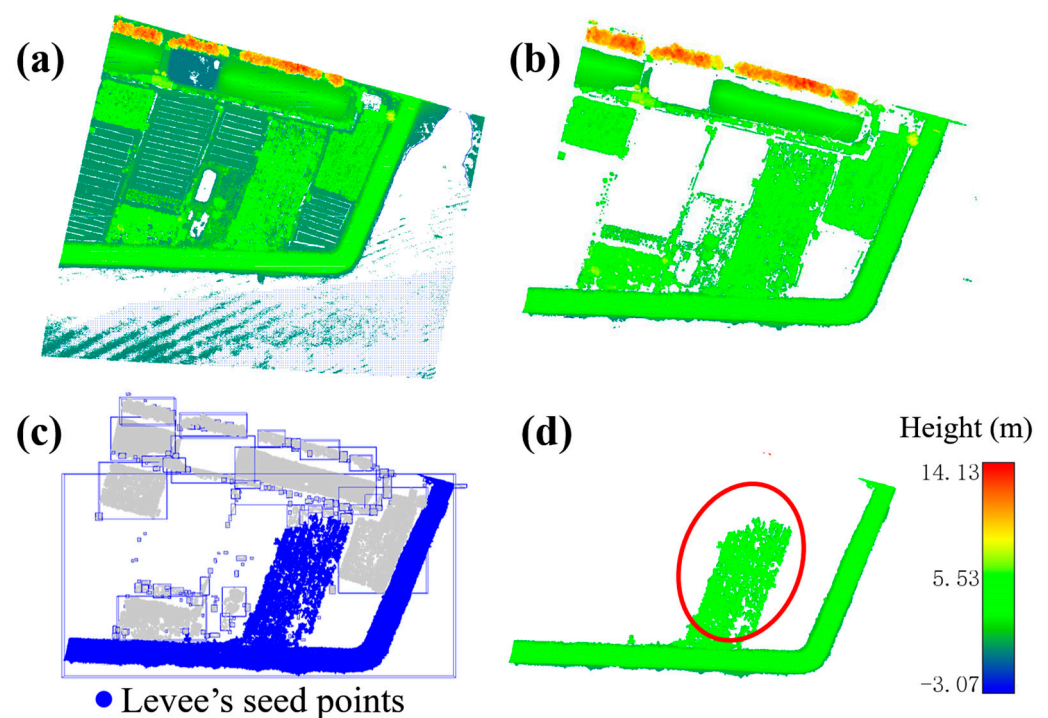 (a)
(b)
(c)
(d)
Height (m)
14.13
5.53
-3.07
Levee's seed points